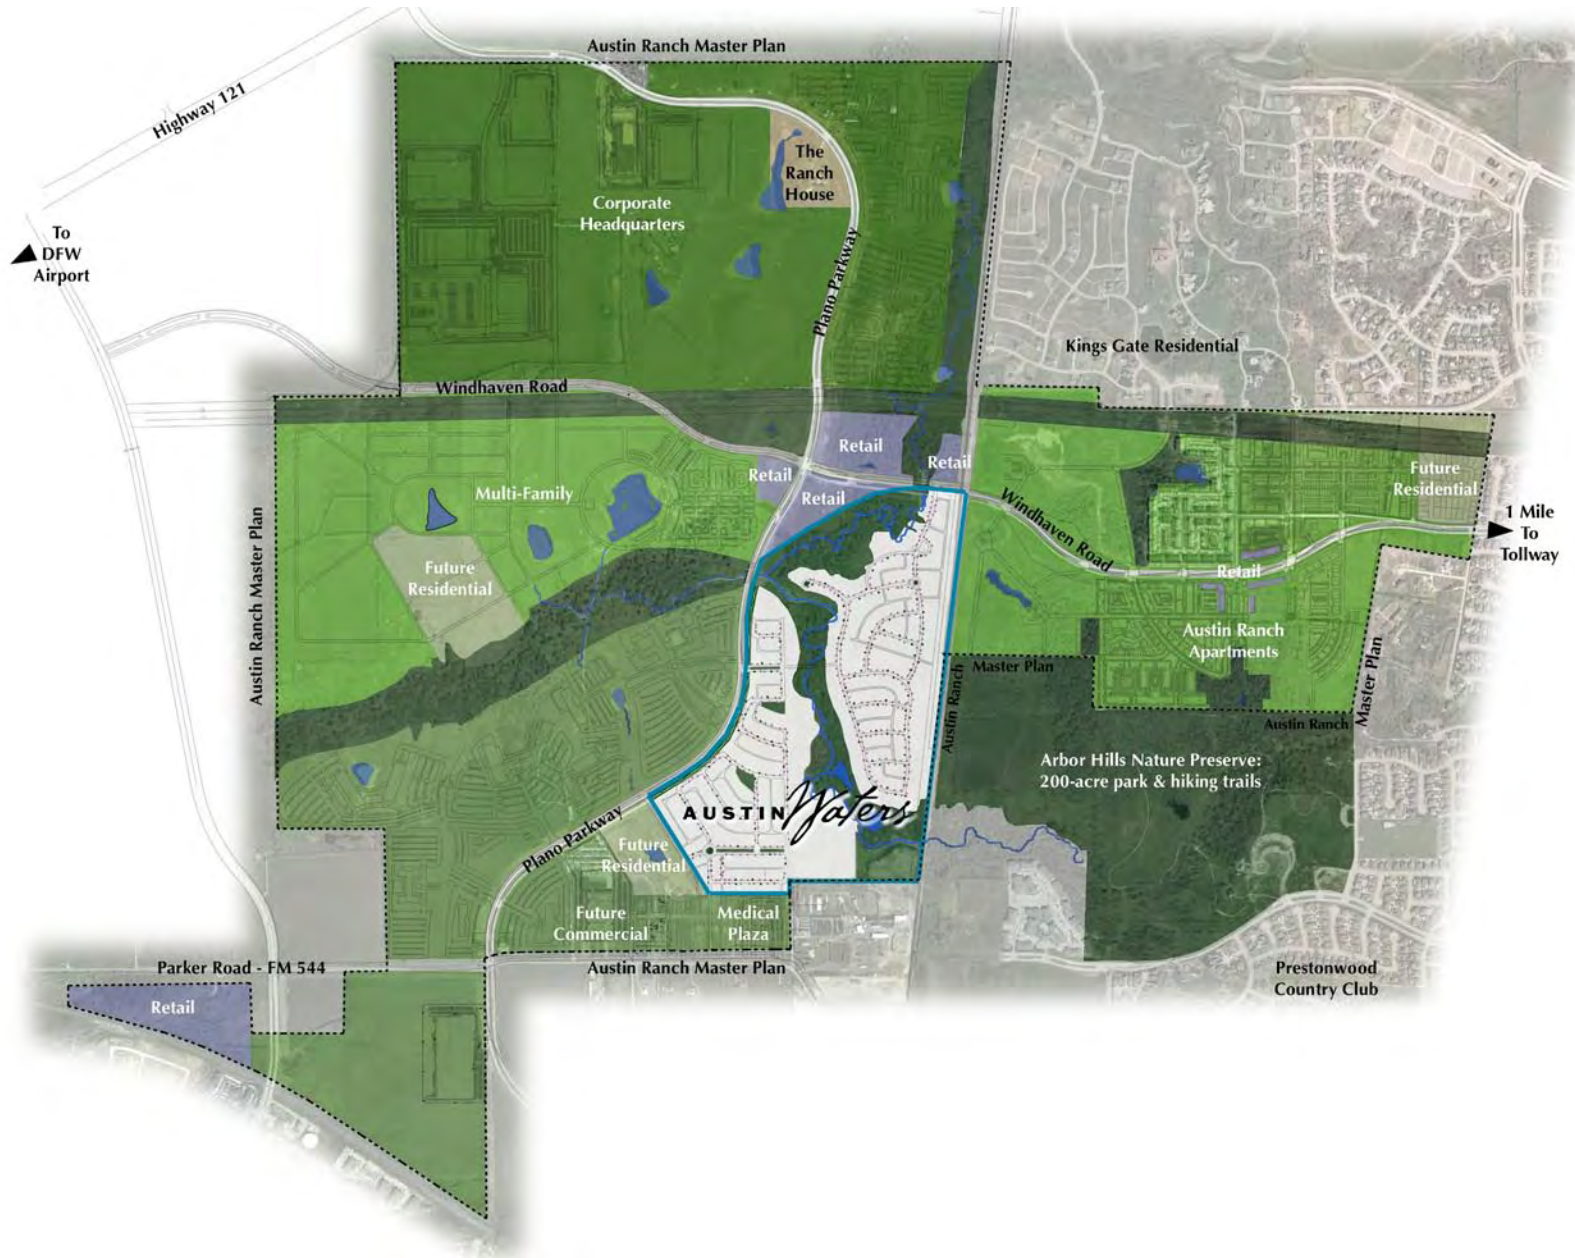 Austin Ranch Master Plan
Highway 121
The
Ranch
House
Corporate
Headquarters
To
DFW
Airport
Plano Parkway
Kings Gate Residential
Windhaven Road
Retail
Retail
Retail
Retail
Multi-Family
Future
Residential
Windhaven Road
1 Mile
To
Tollway
Future
Residential
Austin Ranch Master Plan
Retail
Austin Ranch
Apartments
Master Plan
Austin Ranch
Master Plan
Austin Ranch
Arbor Hills Nature Preserve:
200-acre park & hiking trails
AUSTIN Waters
Plano Parkway
Future
Residential
Future
Commercial
Medical
Plaza
Parker Road - FM 544
Austin Ranch Master Plan
Prestonwood
Country Club
Retail